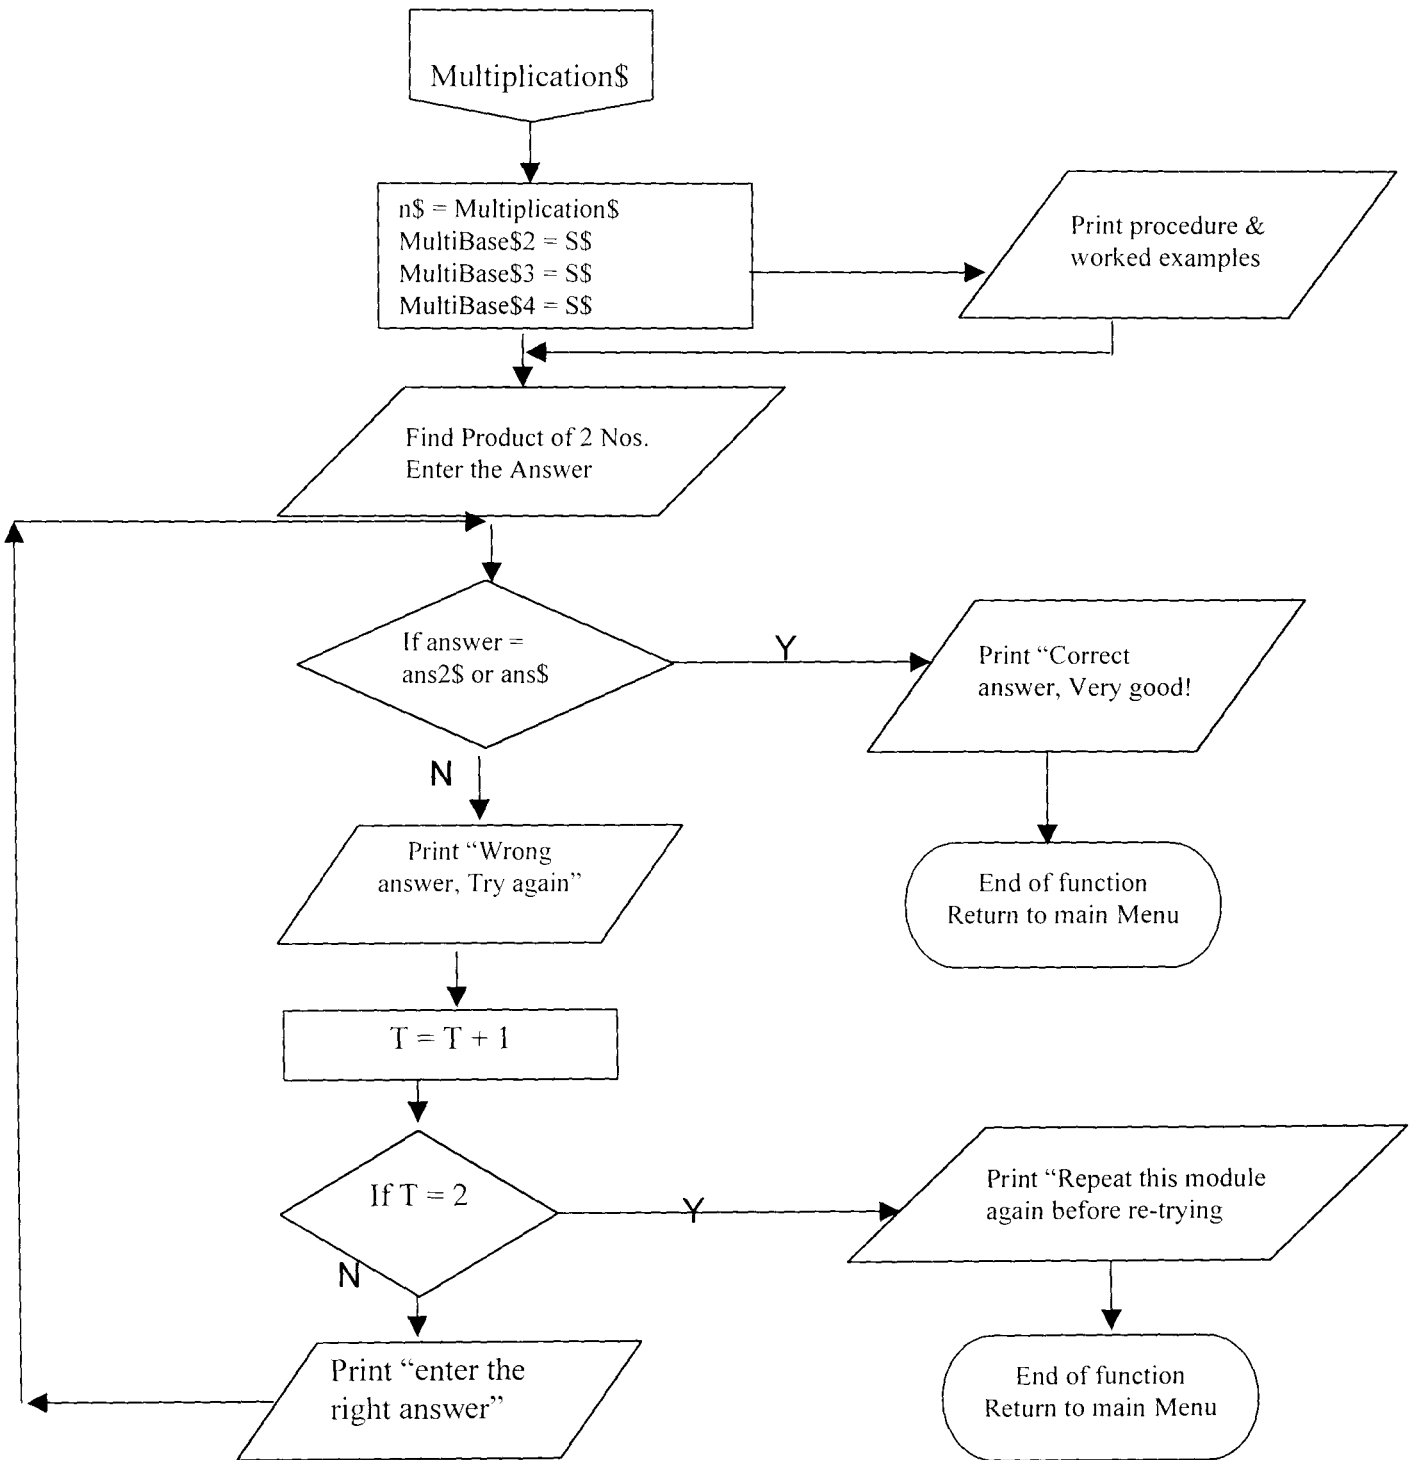 Multiplication$
n$ = Multiplication$
MultiBase$2 = S$
MultiBase$3 = S$
MultiBase$4 = S$
Print procedure &
worked examples
Find Product of 2 Nos.
Enter the Answer
If answer =
ans2$ or ans$
Y
Print “Correct
answer, Very good!
N
Print “Wrong
answer, Try again”
End of function
Return to main Menu
T = T + 1
If T = 2
Y
Print “Repeat this module
again before re-trying
N
Print “enter the
right answer”
End of function
Return to main Menu